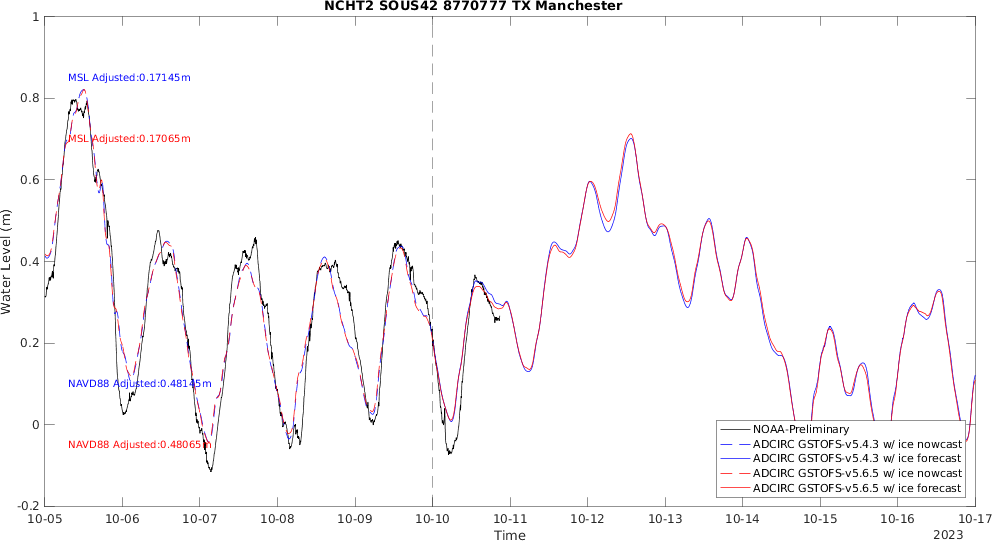 NCHT2 SOUS42 8770777 TX Manchester
1
0.8
0.6
0.4
0.2
0
-0.2
Water Level (m)
MSL Adjusted:0.17145m
MSL Adjusted:0.17065m
NAVD88 Adjusted:0.48145m
NAVD88 Adjusted:0.48065m
NOAA-Preliminary
ADCIRC GSTOFS-v5.4.3 w/ ice nowcast
ADCIRC GSTOFS-v5.4.3 w/ ice forecast
ADCIRC GSTOFS-v5.6.5 w/ ice nowcast
ADCIRC GSTOFS-v5.6.5 w/ ice forecast
10-05 10-06 10-07 10-08 10-09 10-10 10-11 10-12 10-13 10-14 10-15 10-16 10-17
Time
2023